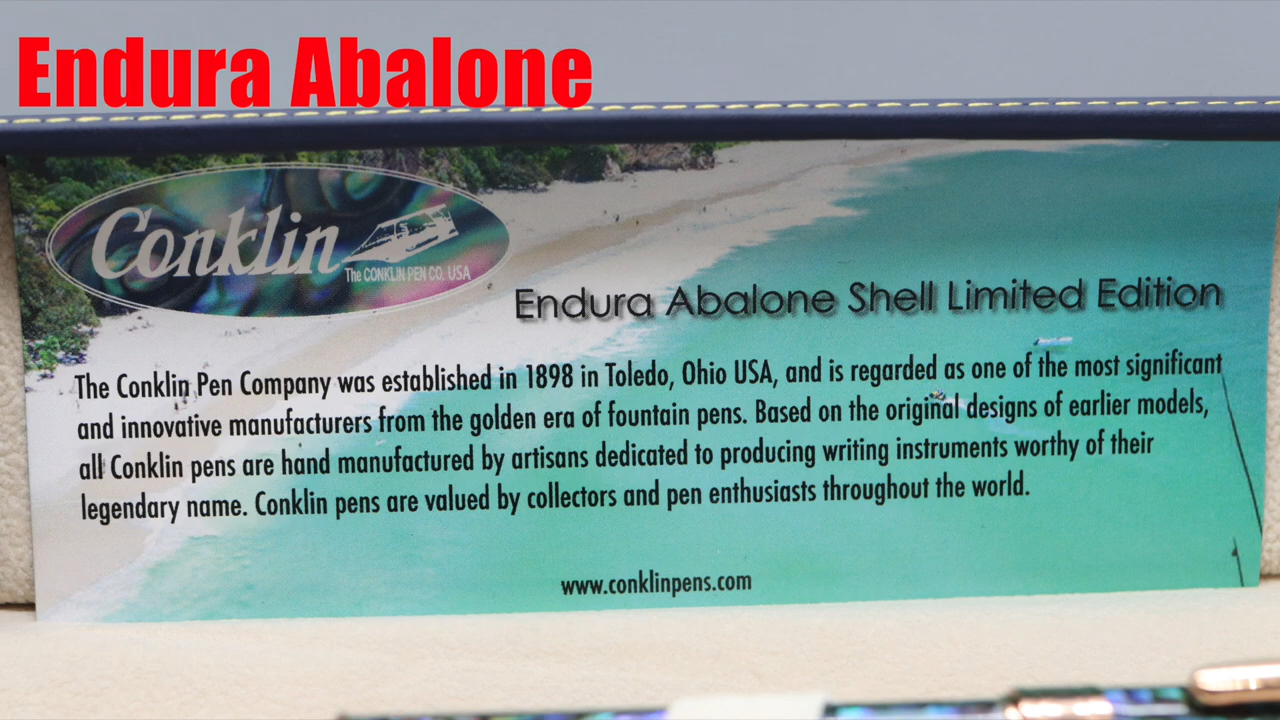 Endura Abalone
Conklin
The CONKLIN PEN CO. USA
Endura Abalone Shell Limited Edition
The Conklin Pen Company was established in 1898 in Toledo, Ohio USA, and is regarded as one of the most significant
and innovative manufacturers from the golden era of fountain pens. Based on the original designs of earlier models,
all Conklin pens are hand manufactured by artisans dedicated to producing writing instruments worthy of their
legendary name. Conklin pens are valued by collectors and pen enthusiasts throughout the world.
www.conklinpens.com